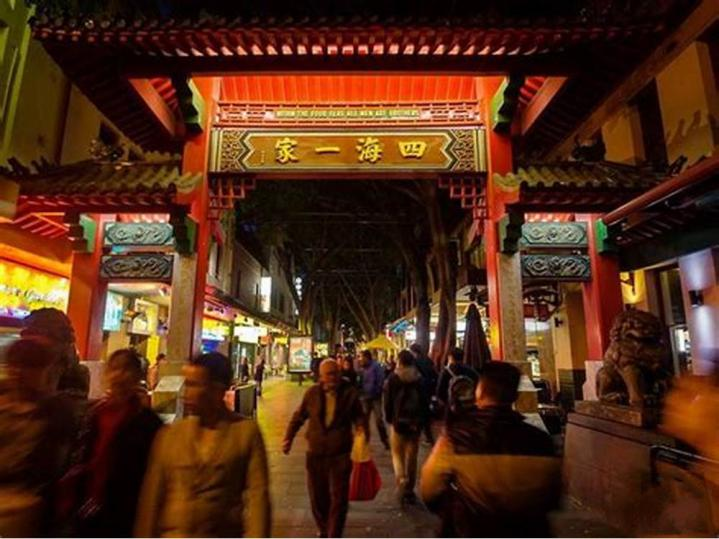 WITHIN THE FOUR SEAS ALL MEN ARE BROTHERS
家一海四